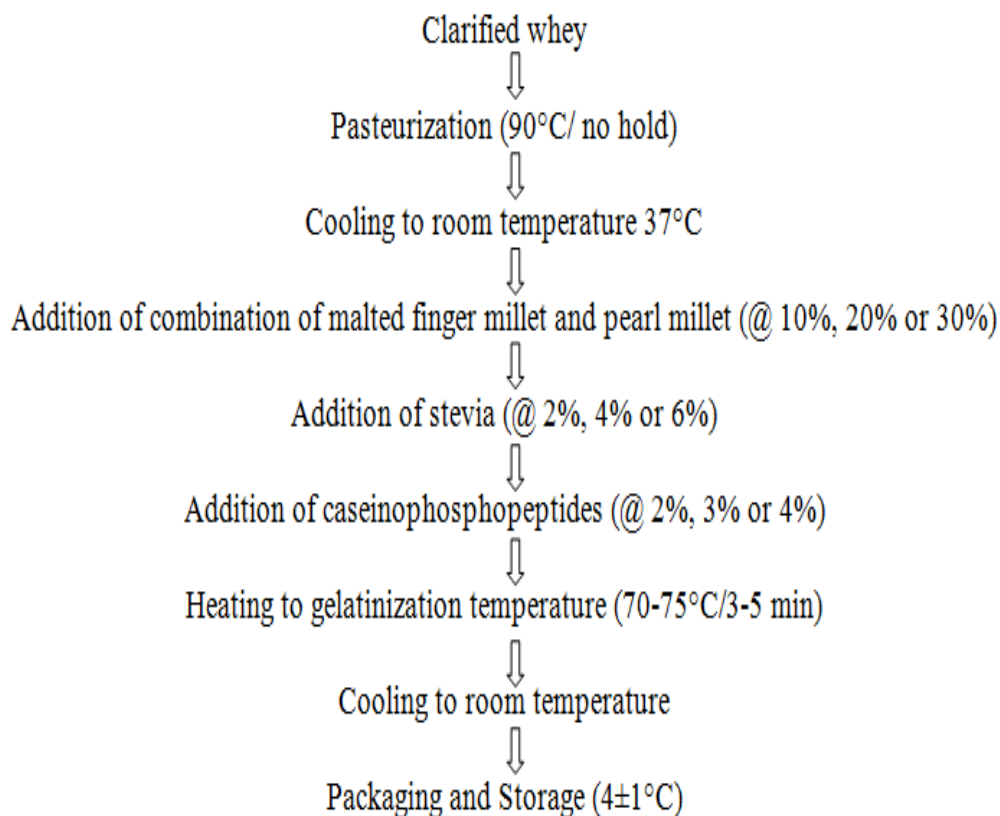 Clarified whey
Pasteurization (90°C/ no hold)
Cooling to room temperature 37°C
Addition of combination of malted finger millet and pearl millet (@ 10%, 20% or 30%)
Addition of stevia (@ 2%, 4% or 6%)
Addition of caseinophosphopeptides (@ 2%, 3% or 4%)
Heating to gelatinization temperature (70-75°C/3-5 min)
Cooling to room temperature
Packaging and Storage (4±1°C)